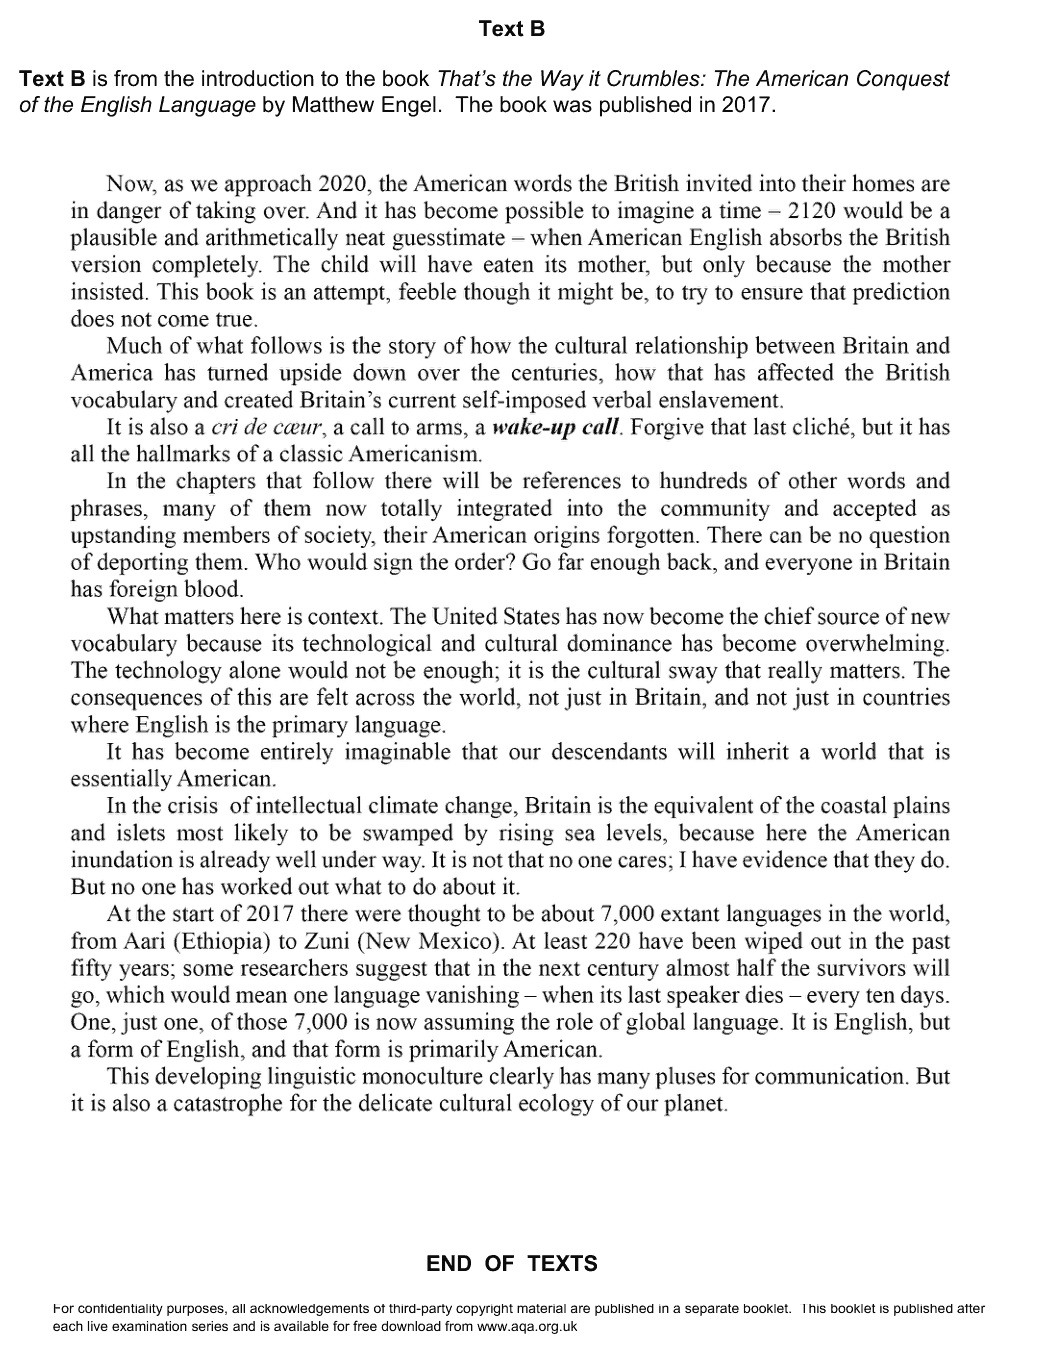 Text B
Text B is from the introduction to the book That's the Way it Crumbles: The American Conquest
of the English Language by Matthew Engel.  The book was published in 2017.
Now, as we approach 2020, the American words the British invited into their homes are
in danger of taking over. And it has become possible to imagine a time – 2120 would be a
plausible and arithmetically neat guesstimate – when American English absorbs the British
version completely. The child will have eaten its mother, but only because the mother
insisted. This book is an attempt, feeble though it might be, to try to ensure that prediction
does not come true.
Much of what follows is the story of how the cultural relationship between Britain and
America has turned upside down over the centuries, how that has affected the British
vocabulary and created Britain's current self-imposed verbal enslavement.
It is also a cri de cœur, a call to arms, a wake-up call. Forgive that last cliché, but it has
all the hallmarks of a classic Americanism.
In the chapters that follow there will be references to hundreds of other words and
phrases, many of them now totally integrated into the community and accepted as
upstanding members of society, their American origins forgotten. There can be no question
of deporting them. Who would sign the order? Go far enough back, and everyone in Britain
has foreign blood.
What matters here is context. The United States has now become the chief source of new
vocabulary because its technological and cultural dominance has become overwhelming.
The technology alone would not be enough; it is the cultural sway that really matters. The
consequences of this are felt across the world, not just in Britain, and not just in countries
where English is the primary language.
It has become entirely imaginable that our descendants will inherit a world that is
essentially American.
In the crisis  of intellectual climate change, Britain is the equivalent of the coastal plains
and islets most likely to be swamped by rising sea levels, because here the American
inundation is already well under way. It is not that no one cares; I have evidence that they do.
But no one has worked out what to do about it.
At the start of 2017 there were thought to be about 7,000 extant languages in the world,
from Aari (Ethiopia) to Zuni (New Mexico). At least 220 have been wiped out in the past
fifty years; some researchers suggest that in the next century almost half the survivors will
go, which would mean one language vanishing – when its last speaker dies – every ten days.
One, just one, of those 7,000 is now assuming the role of global language. It is English, but
a form of English, and that form is primarily American.
This developing linguistic monoculture clearly has many pluses for communication. But
it is also a catastrophe for the delicate cultural ecology of our planet.
END OF TEXTS
For confidentiality purposes, all acknowledgements of third-party copyright material are published in a separate booklet.  This booklet is published after
each live examination series and is available for free download from www.aqa.org.uk